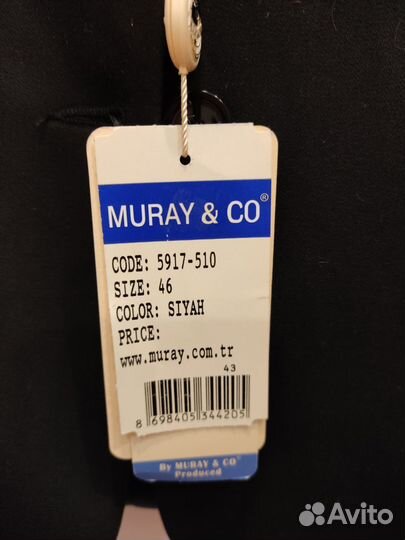 MURAY & CO®
CODE: 5917-510
SIZE: 46
COLOR: SIYAH
PRICE:
www.muray.com.tr
43
8 698405 344205
By MURAY & CO
Produced
Avito